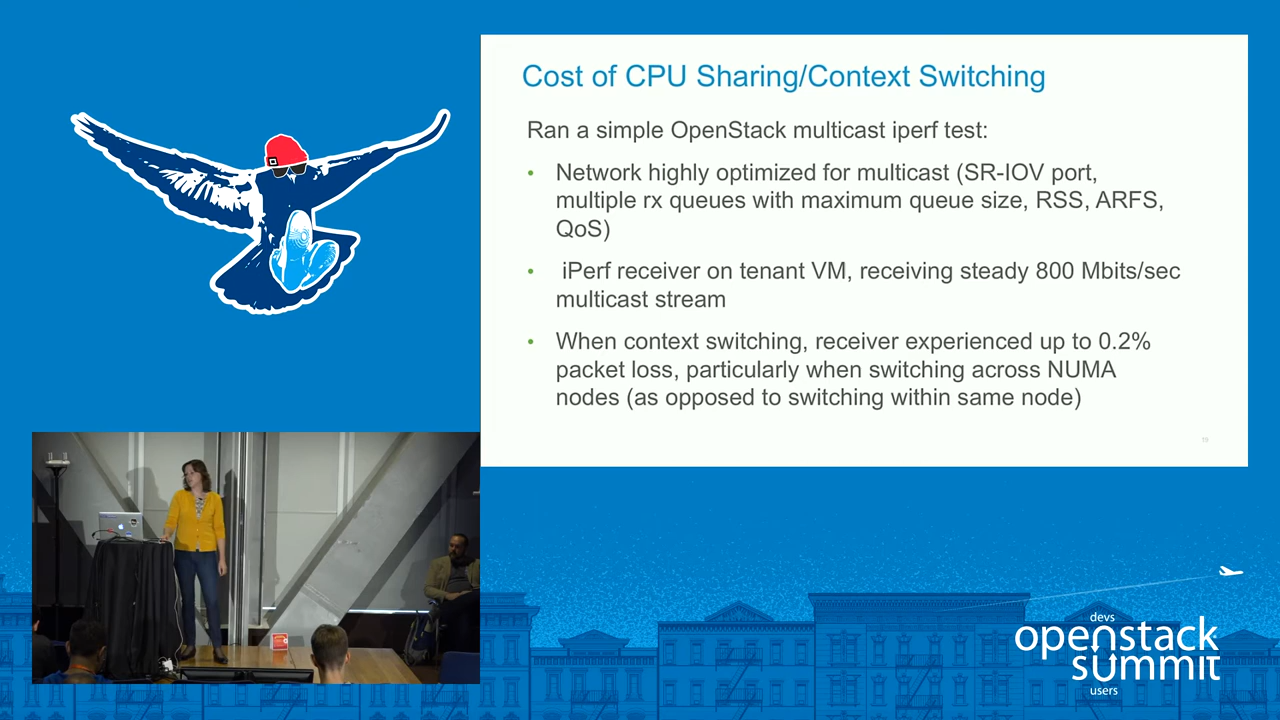 Cost of CPU Sharing/Context Switching
Ran a simple OpenStack multicast iperf test:
• Network highly optimized for multicast (SR-IOV port,
multiple rx queues with maximum queue size, RSS, ARFS,
QoS)
• iPerf receiver on tenant VM, receiving steady 800 Mbits/sec
multicast stream
• When context switching, receiver experienced up to 0.2%
packet loss, particularly when switching across NUMA
nodes (as opposed to switching within same node)
devs
openstack
summit
users